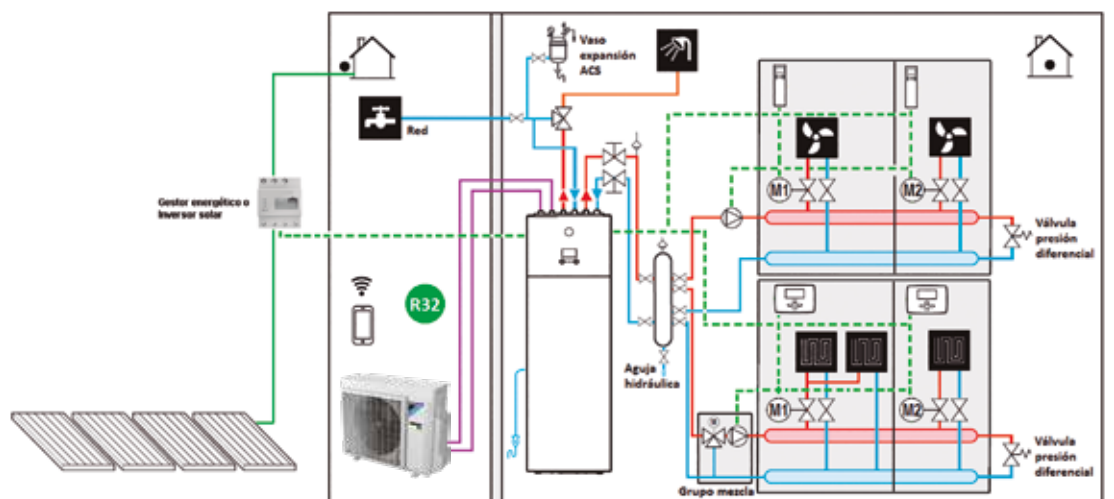 Vaso
expansión
ACS
Red
Gestor energético o
Inversor solar
R32
M1
M2
Válvula
presión
diferencial
Aguja
hidráulica
M1
M2
Válvula
presión
diferencial
Grupo mezcla